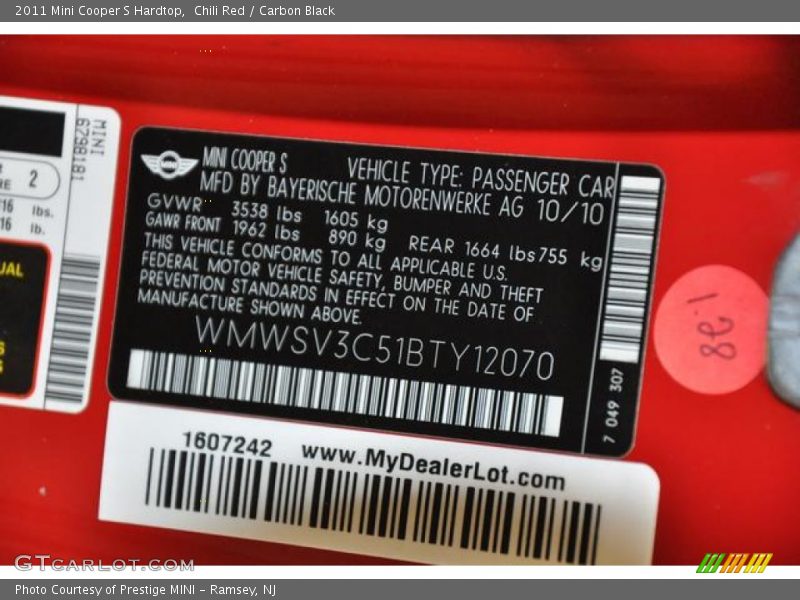 2011 Mini Cooper S Hardtop,  Chili Red / Carbon Black
MINI
6798181
2
lbs.
lb.
MINI
MINI COOPER S
VEHICLE TYPE: PASSENGER CAR
MFD BY BAYERISCHE MOTORENWERKE AG 10/10
GVWR 3538 lbs 1605 kg
GAWR FRONT 1962 lbs 890 kg REAR 1664 lbs 755 kg
THIS VEHICLE CONFORMS TO ALL APPLICABLE U.S.
FEDERAL MOTOR VEHICLE SAFETY, BUMPER AND THEFT
PREVENTION STANDARDS IN EFFECT ON THE DATE OF
MANUFACTURE SHOWN ABOVE.
WMWSV3C51BTY12070
7 049 307
1607242 www.MyDealerLot.com
GTCARLOT.COM
Photo Courtesy of Prestige MINI - Ramsey, NJ